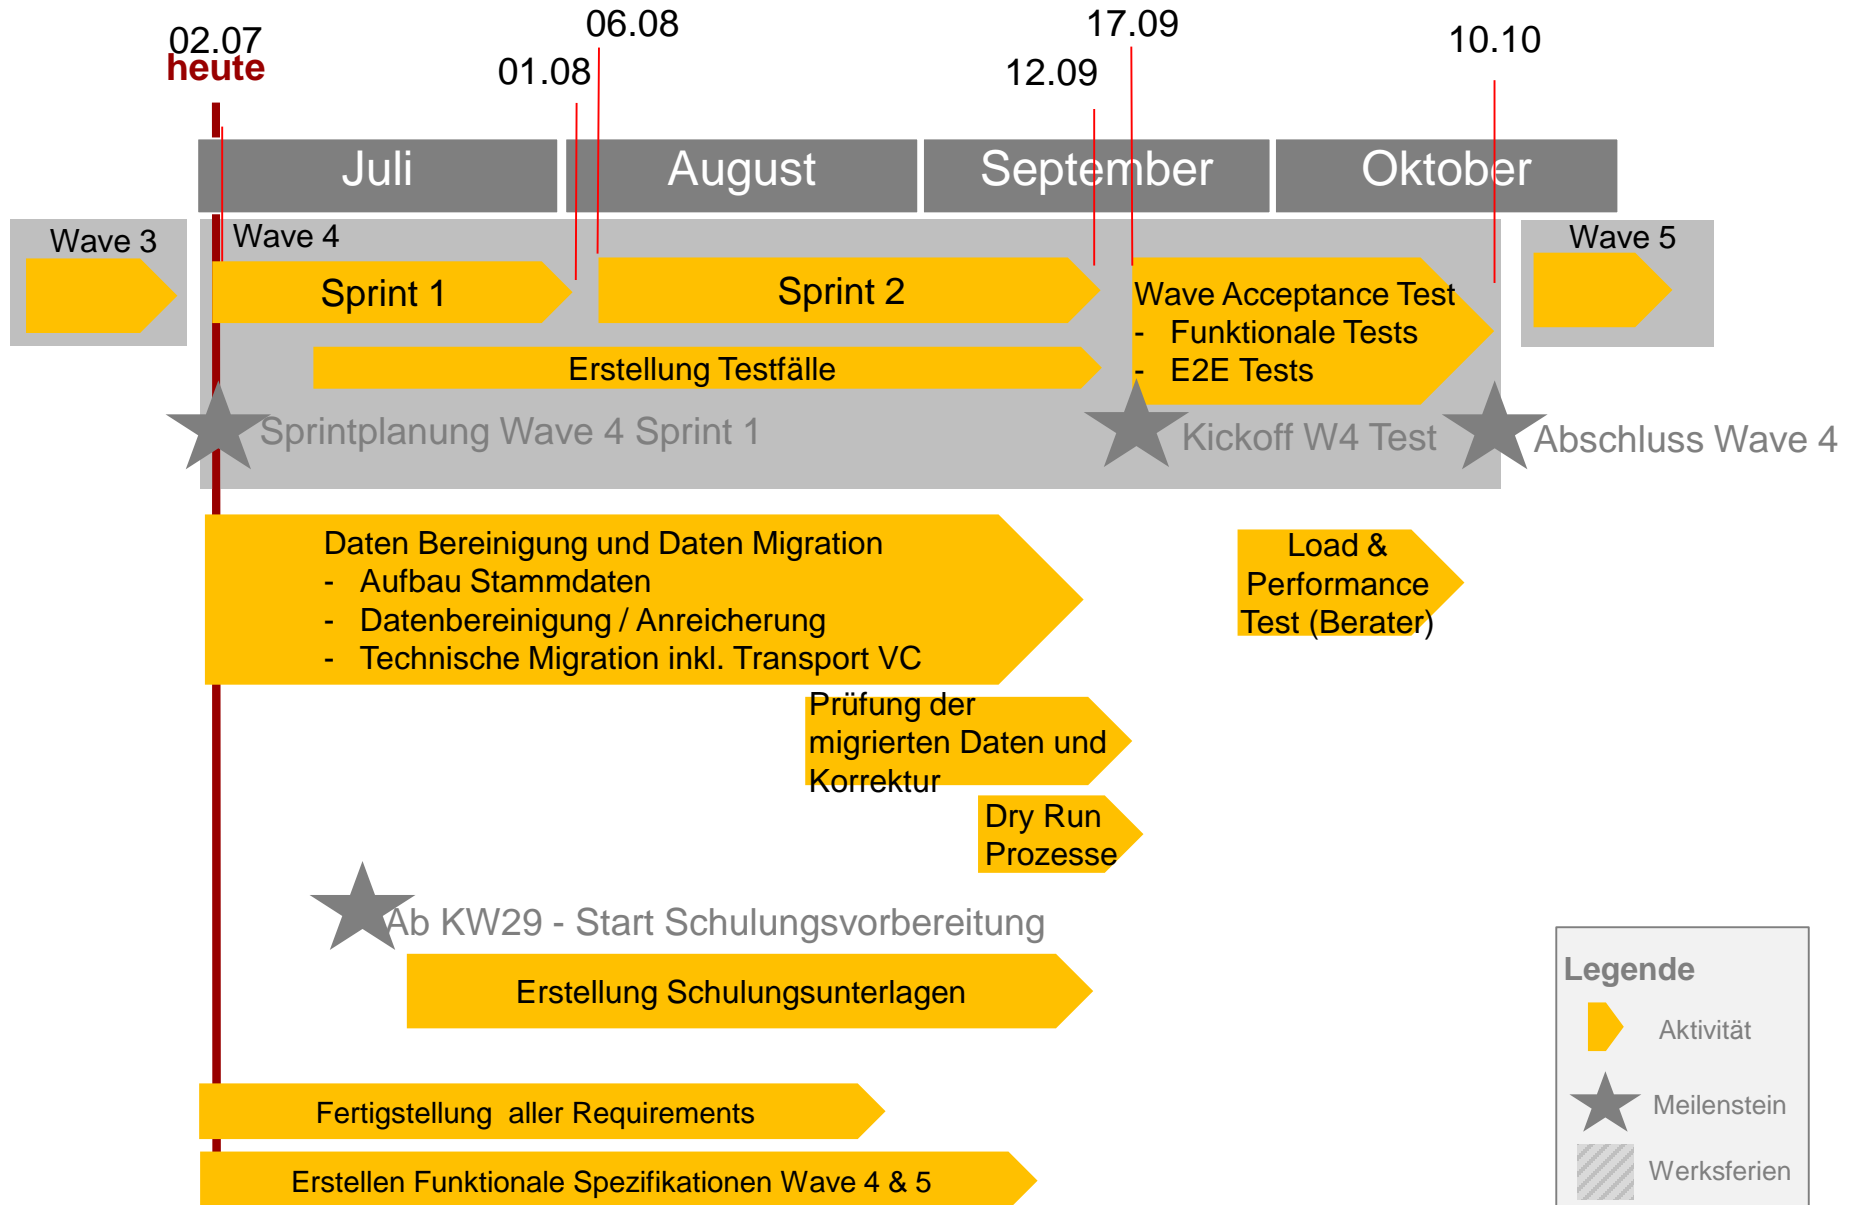 02.07
heute
01.08
06.08
12.09
17.09
10.10
Juli
August
September
Oktober
Wave 3
Wave 4
Wave 5
Sprint 1
Sprint 2
Wave Acceptance Test
- Funktionale Tests
- E2E Tests
Erstellung Testfälle
Sprintplanung Wave 4 Sprint 1
Kickoff W4 Test
Abschluss Wave 4
Daten Bereinigung und Daten Migration
- Aufbau Stammdaten
- Datenbereinigung / Anreicherung
- Technische Migration inkl. Transport VC
Load &
Performance
Test (Berater)
Prüfung der
migrierten Daten und
Korrektur
Dry Run
Prozesse
Ab KW29 - Start Schulungsvorbereitung
Erstellung Schulungsunterlagen
Fertigstellung aller Requirements
Erstellen Funktionale Spezifikationen Wave 4 & 5
Legende
Aktivität
Meilenstein
Werksferien